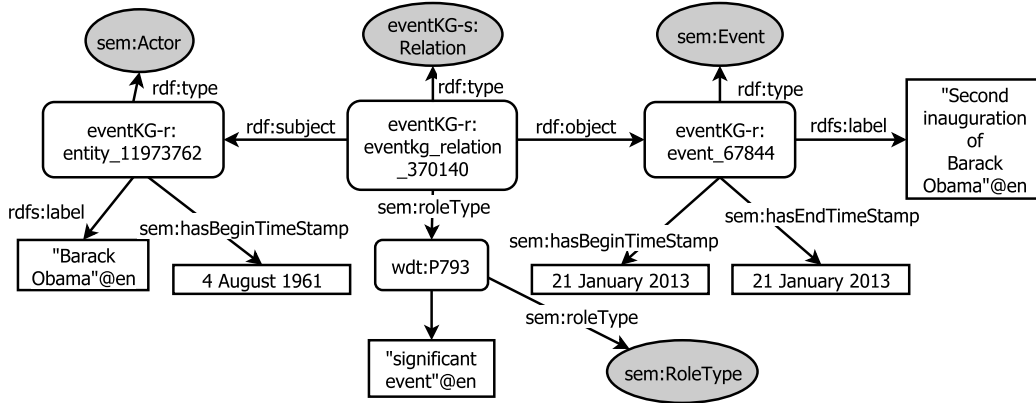 sem:Actor
eventKG-s:
Relation
sem:Event
rdf:type
rdf:type
rdf:type
eventKG-r:
entity_11973762
rdf:subject
eventKG-r:
eventkg_relation
_370140
rdf:object
eventKG-r:
event_67844
rdfs:label
"Second
inauguration
of
Barack
Obama"@en
rdfs:label
sem:hasBeginTimeStamp
sem:roleType
sem:hasBeginTimeStamp
sem:hasEndTimeStamp
"Barack
Obama"@en
4 August 1961
wdt:P793
21 January 2013
21 January 2013
sem:roleType
"significant
event"@en
sem:RoleType